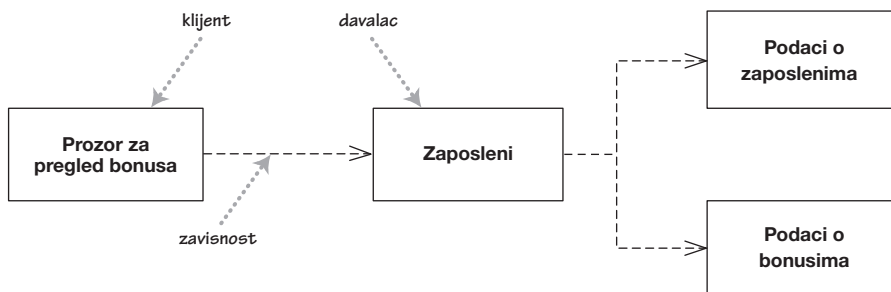 klijent
davalac
Podaci o
zaposlenima
Prozor za
pregled bonusa
Zaposleni
zavisnost
Podaci o
bonusima